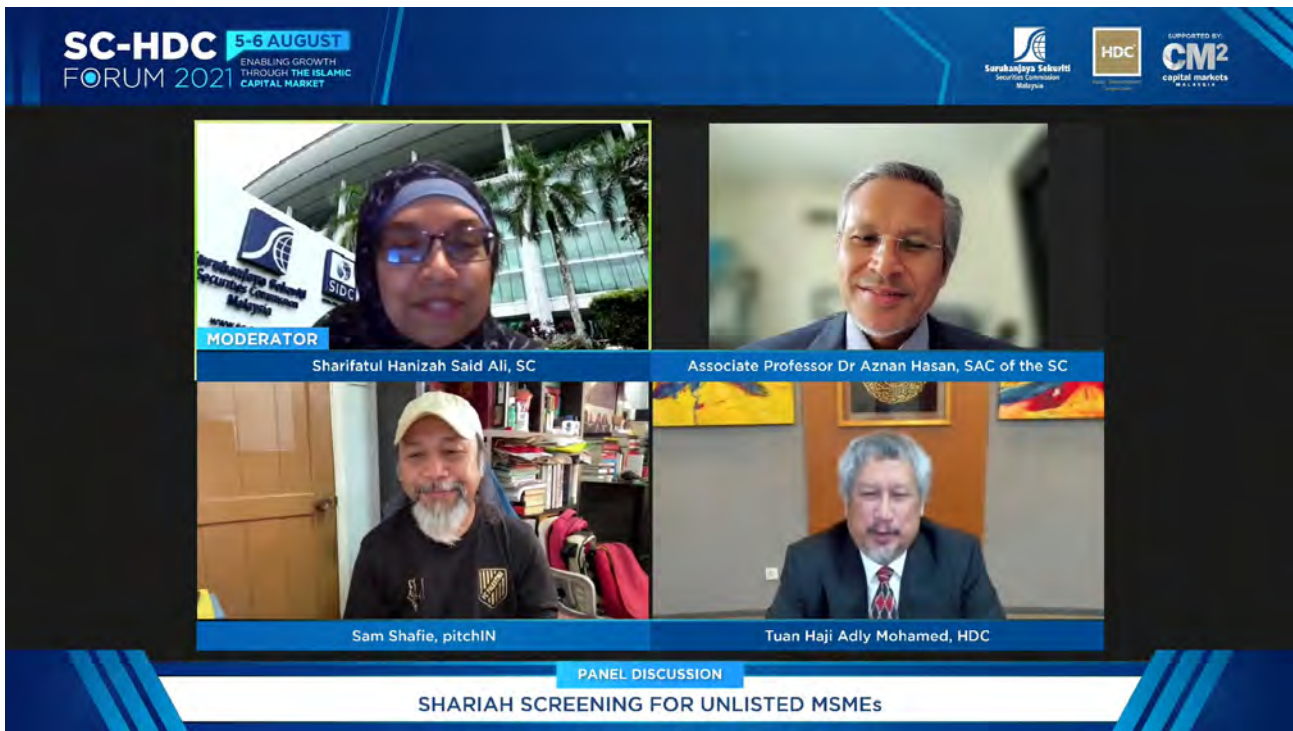 SC-HDC
FORUM 2021
5-6 AUGUST
ENABLING GROWTH
THROUGH THE ISLAMIC
CAPITAL MARKET
Suruhanjaya Sekuriti
Securities Commission
Malaysia
HDC
SUPPORTED BY:
CM2
capital markets
MALAYSIA
Suruhanjaya Sekuriti
Securities Commission
Malaysia
SIDC
MODERATOR
Sharifatul Hanizah Said Ali, SC
Associate Professor Dr Aznan Hasan, SAC of the SC
Sam Shafie, pitchIN
Tuan Haji Adly Mohamed, HDC
PANEL DISCUSSION
SHARIAH SCREENING FOR UNLISTED MSMEs